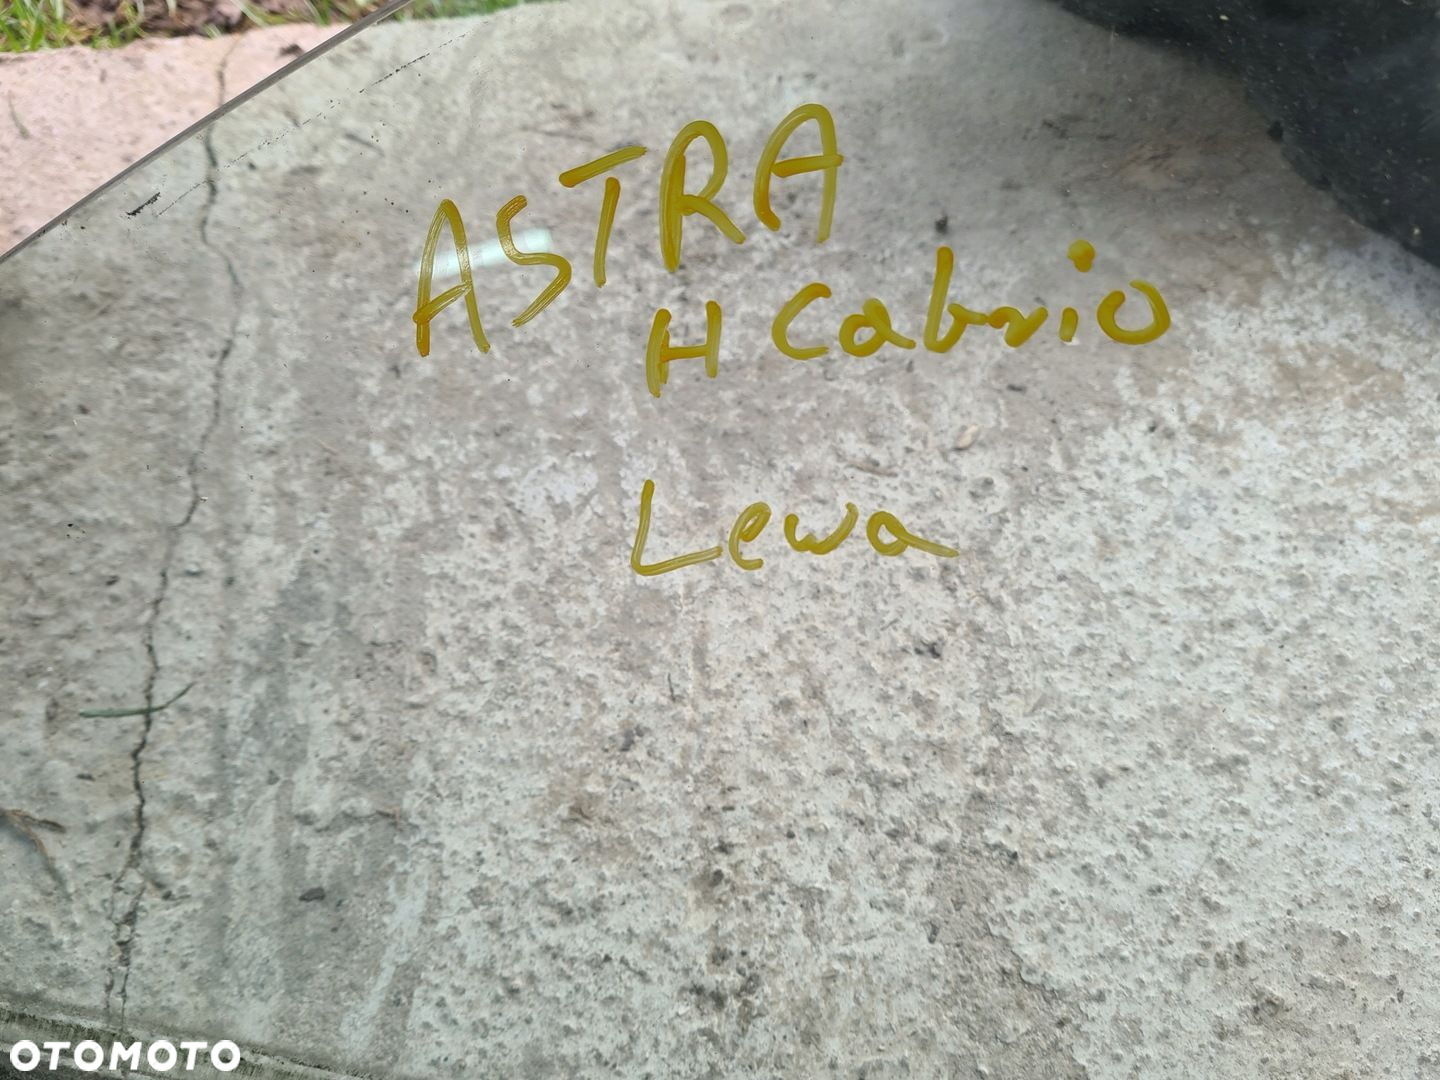 ASTRA
H Cabrio
Lewa
OTOMOTO